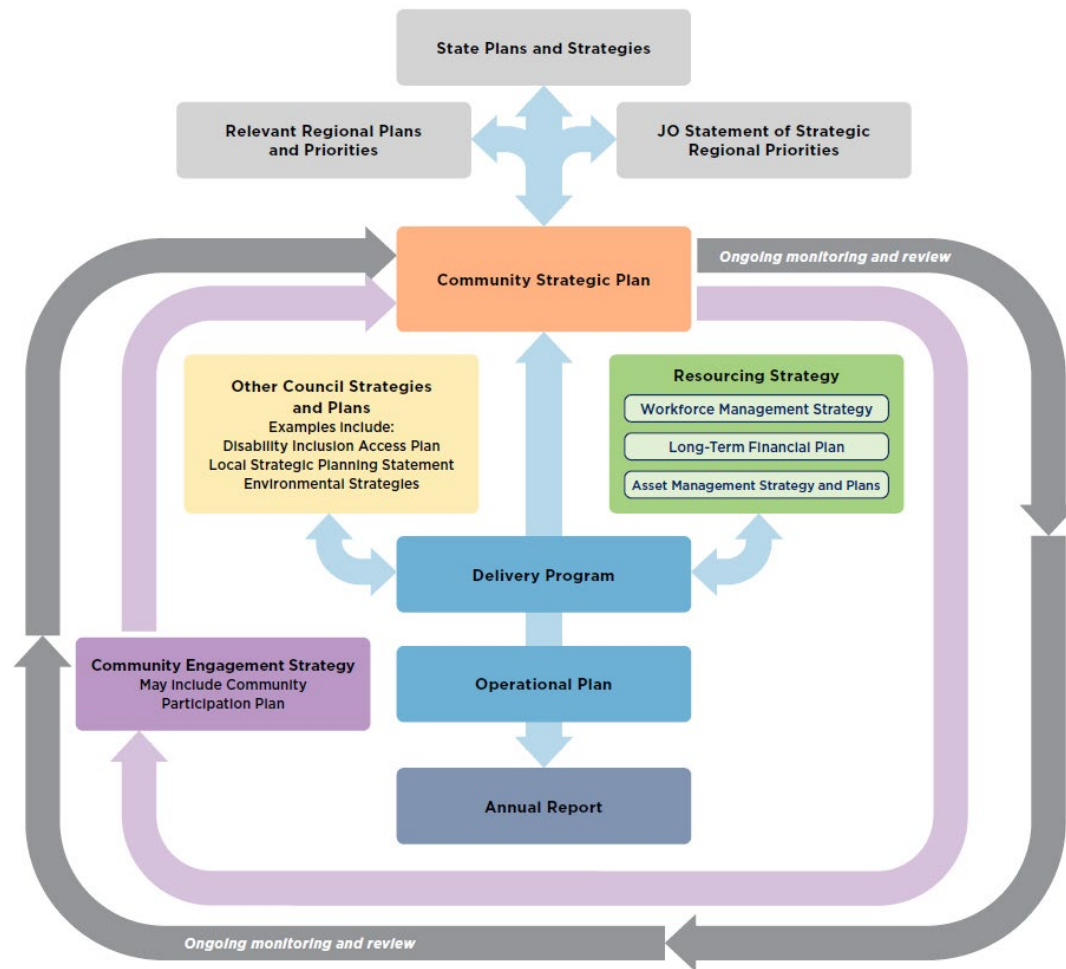 State Plans and Strategies
Relevant Regional Plans
and Priorities
JO Statement of Strategic
Regional Priorities
Community Strategic Plan
Ongoing monitoring and review
Other Council Strategies
and Plans
Examples include:
Disability Inclusion Access Plan
Local Strategic Planning Statement
Environmental Strategies
Resourcing Strategy
Workforce Management Strategy
Long-Term Financial Plan
Asset Management Strategy and Plans
Delivery Program
Community Engagement Strategy
May include Community
Participation Plan
Operational Plan
Annual Report
Ongoing monitoring and review